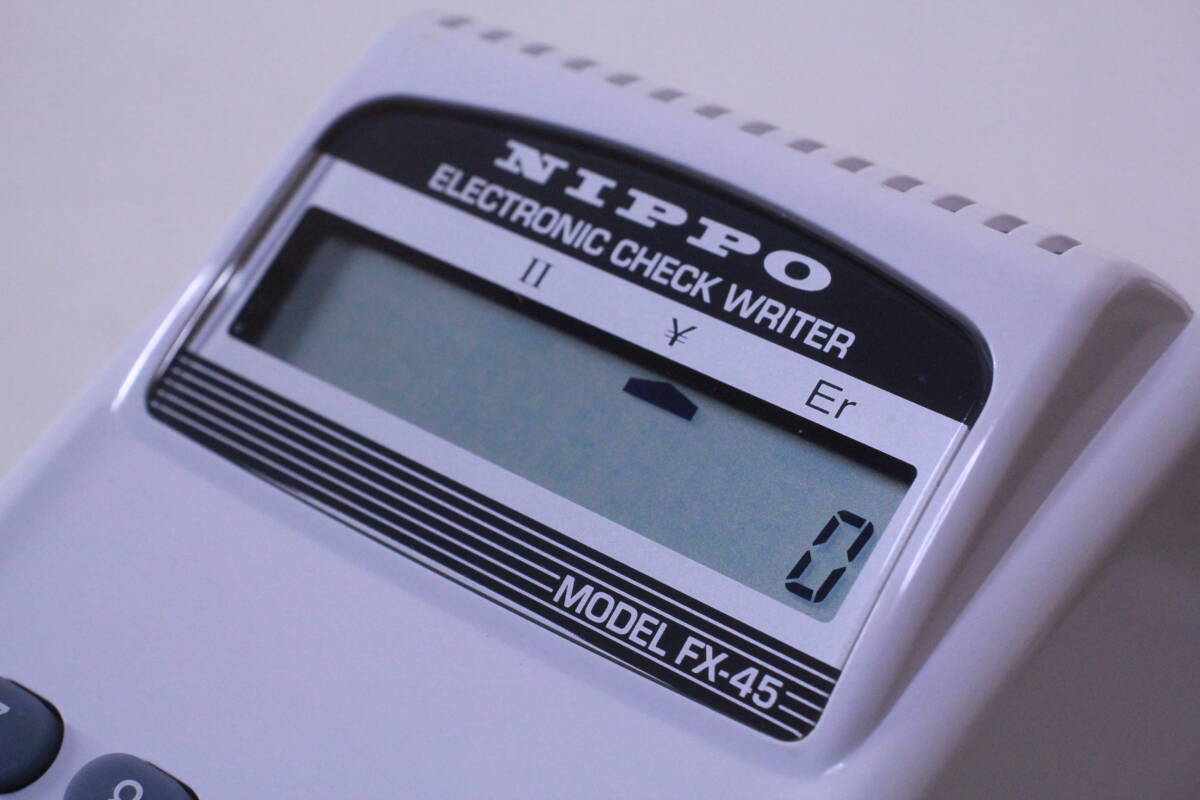 NIPPO
ELECTRONIC CHECK WRITER
II ¥ Er
0
MODEL FX-45